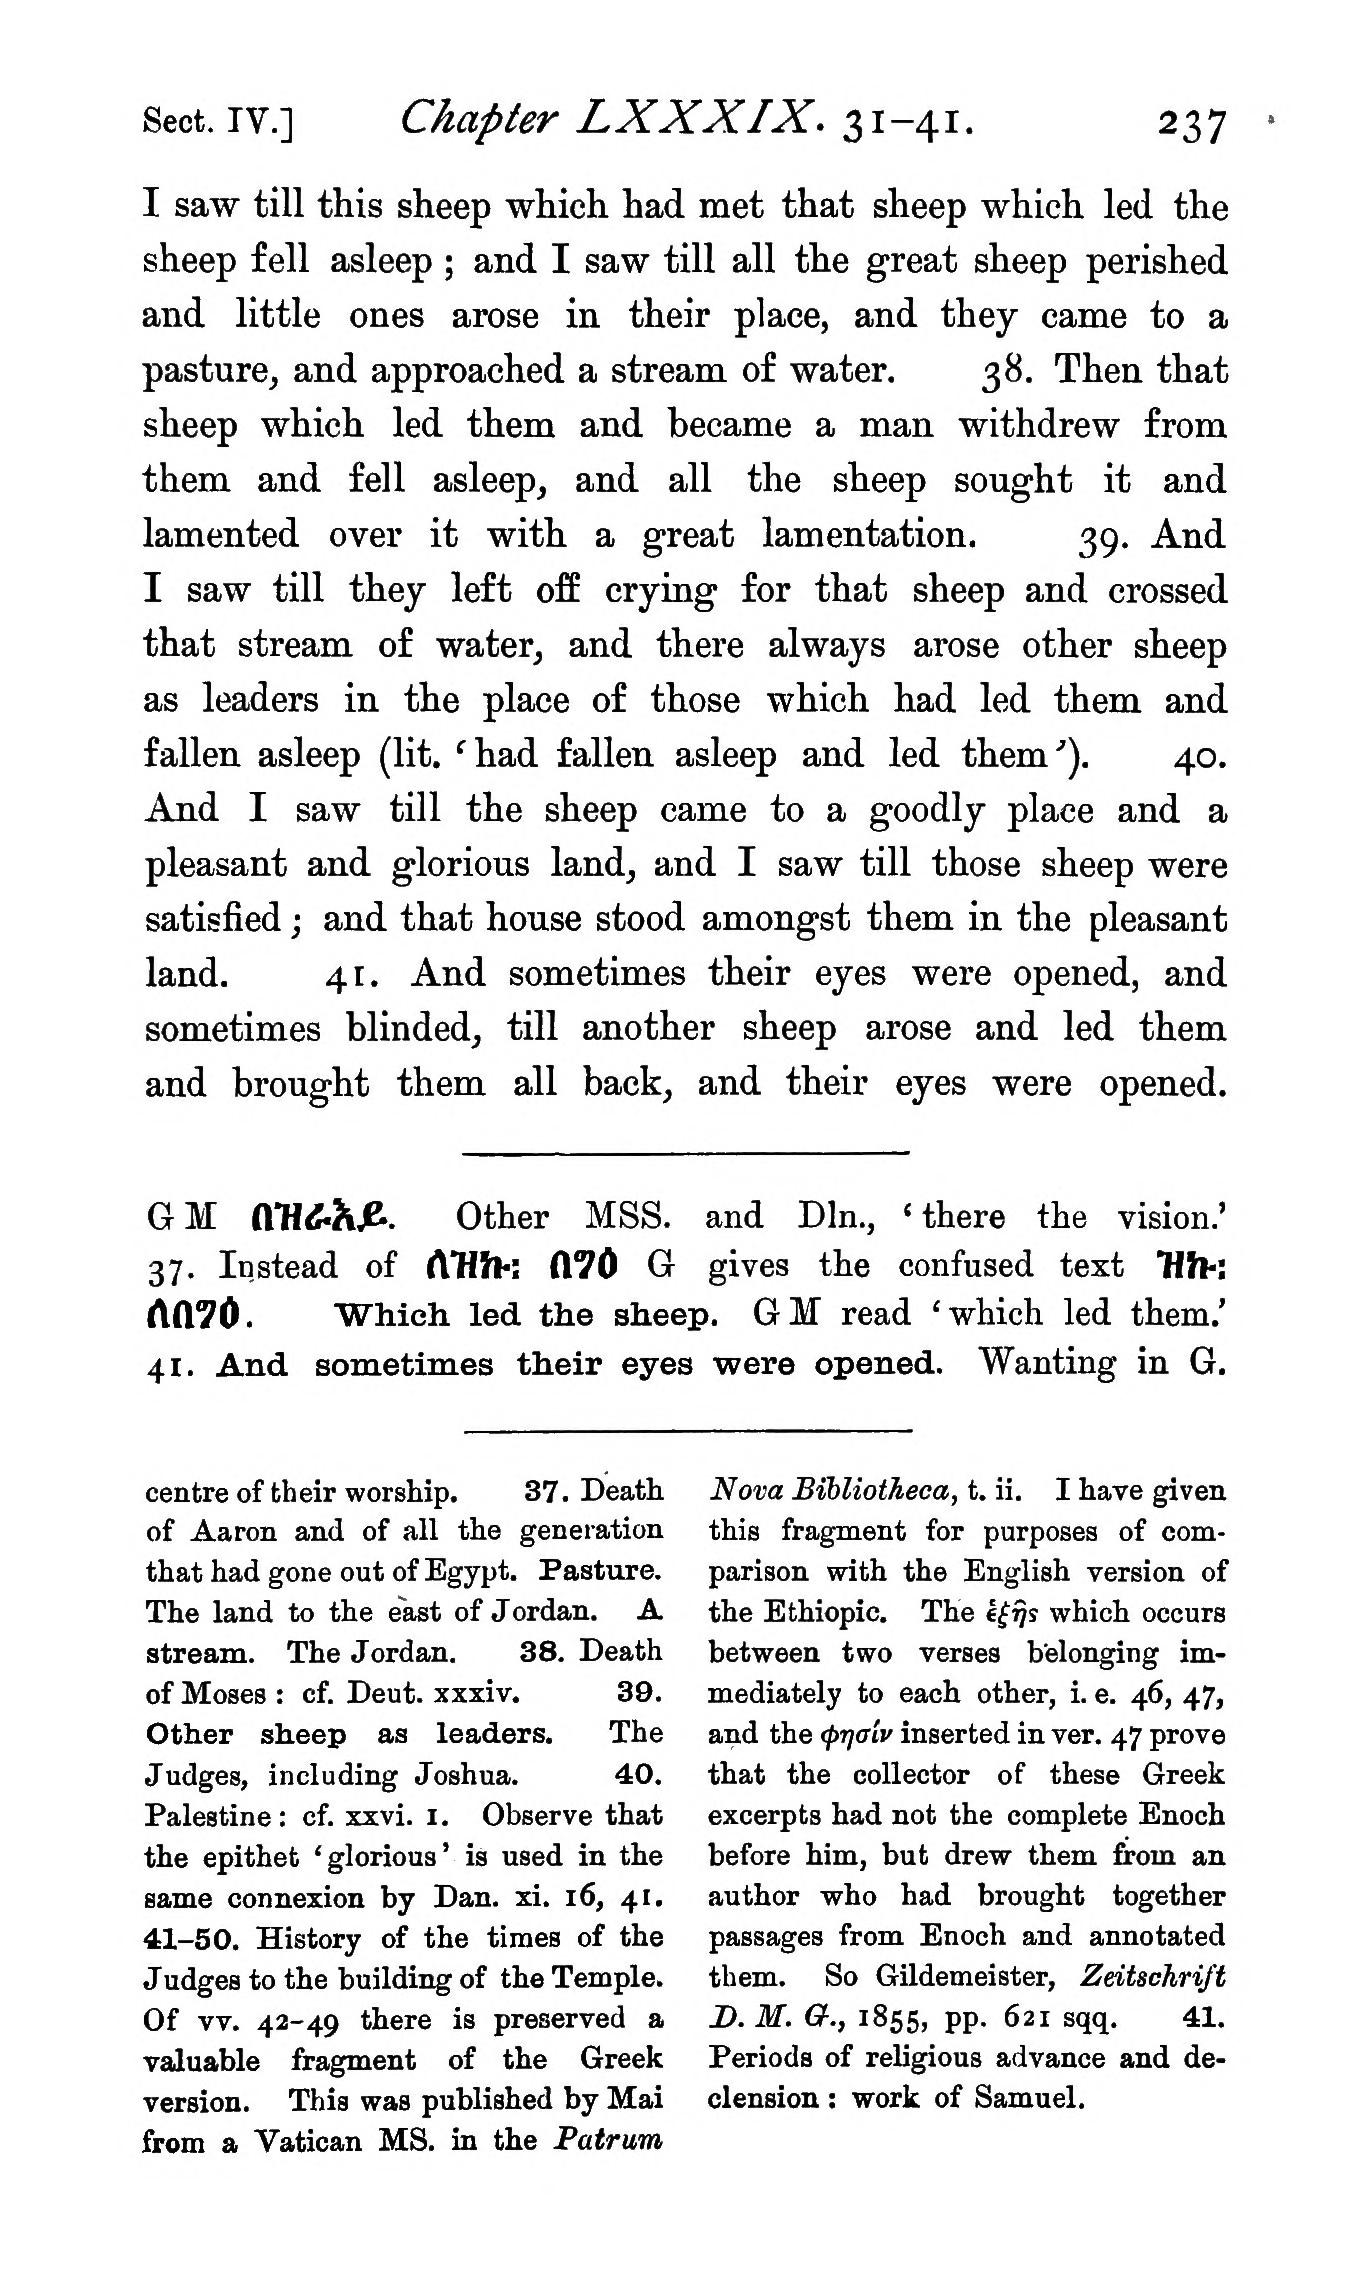 Sect. IV.] Chapter LXXXIX. 31–41. 237
I saw till this sheep which had met that sheep which led the
sheep fell asleep ; and I saw till all the great sheep perished
and little ones arose in their place, and they came to a
pasture, and approached a stream of water. 38. Then that
sheep which led them and became a man withdrew from
them and fell asleep, and all the sheep sought it and
lamented over it with a great lamentation. 39. And
I saw till they left off crying for that sheep and crossed
that stream of water, and there always arose other sheep
as leaders in the place of those which had led them and
fallen asleep (lit. ‘had fallen asleep and led them’). 40.
And I saw till the sheep came to a goodly place and a
pleasant and glorious land, and I saw till those sheep were
satisfied ; and that house stood amongst them in the pleasant
land. 41. And sometimes their eyes were opened, and
sometimes blinded, till another sheep arose and led them
and brought them all back, and their eyes were opened.
G M በዝራእይ. Other MSS. and Dln., ‘there the vision.’
37. Instead of ለዝኩ፡ በግዕ G gives the confused text ዝኩ፡
ለበግዕ. Which led the sheep. G M read ‘which led them.’
41. And sometimes their eyes were opened. Wanting in G.
centre of their worship. 37. Death
of Aaron and of all the generation
that had gone out of Egypt. Pasture.
The land to the east of Jordan. A
stream. The Jordan. 38. Death
of Moses : cf. Deut. xxxiv. 39.
Other sheep as leaders. The
Judges, including Joshua. 40.
Palestine : cf. xxvi. 1. Observe that
the epithet ‘glorious’ is used in the
same connexion by Dan. xi. 16, 41.
41–50. History of the times of the
Judges to the building of the Temple.
Of vv. 42–49 there is preserved a
valuable fragment of the Greek
version. This was published by Mai
from a Vatican MS. in the Patrum
Nova Bibliotheca, t. ii. I have given
this fragment for purposes of com-
parison with the English version of
the Ethiopic. The ἑξῆς which occurs
between two verses belonging im-
mediately to each other, i. e. 46, 47,
and the φησίν inserted in ver. 47 prove
that the collector of these Greek
excerpts had not the complete Enoch
before him, but drew them from an
author who had brought together
passages from Enoch and annotated
them. So Gildemeister, Zeitschrift
D. M. G., 1855, pp. 621 sqq. 41.
Periods of religious advance and de-
clension : work of Samuel.